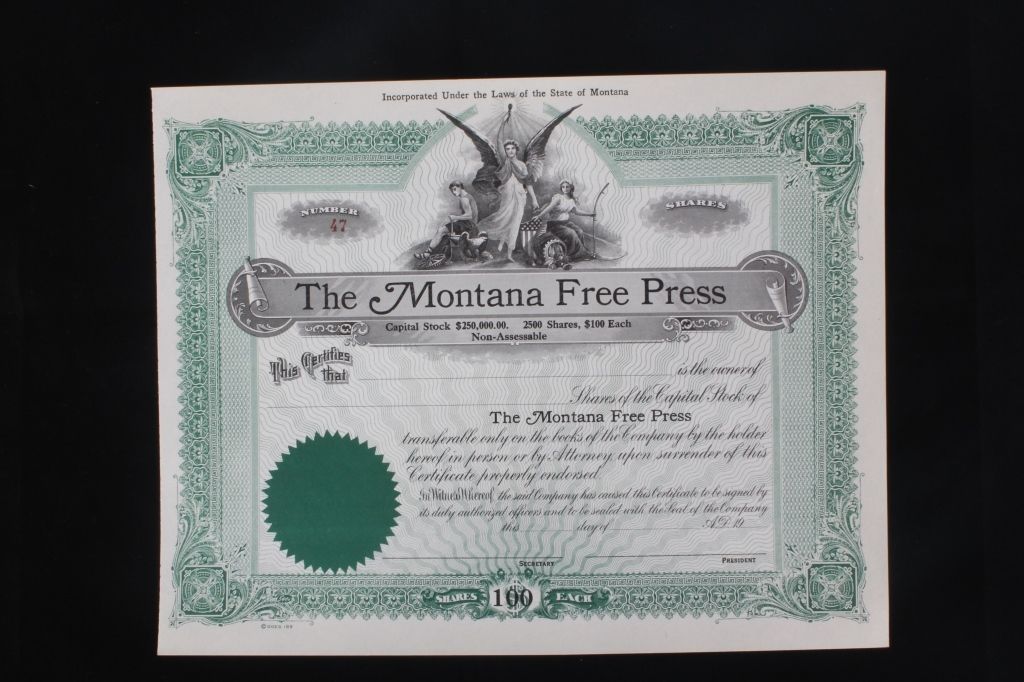 Incorporated Under the Laws of the State of Montana
NUMBER
47
SHARES
The Montana Free Press
Capital Stock $250,000.00. 2500 Shares, $100 Each
Non-Assessable
This Certifies that is the owner of
Shares of the Capital Stock of
The Montana Free Press
transferable only on the books of the Company by the holder
hereof in person or by Attorney, upon surrender of this
Certificate properly endorsed.
In Witness Whereof, the said Company has caused this Certificate to be signed by
its duly authorized officers and to be sealed with the Seal of the Company
this day of A.D. 19
SECRETARY PRESIDENT
SHARES 100 EACH
© GOES